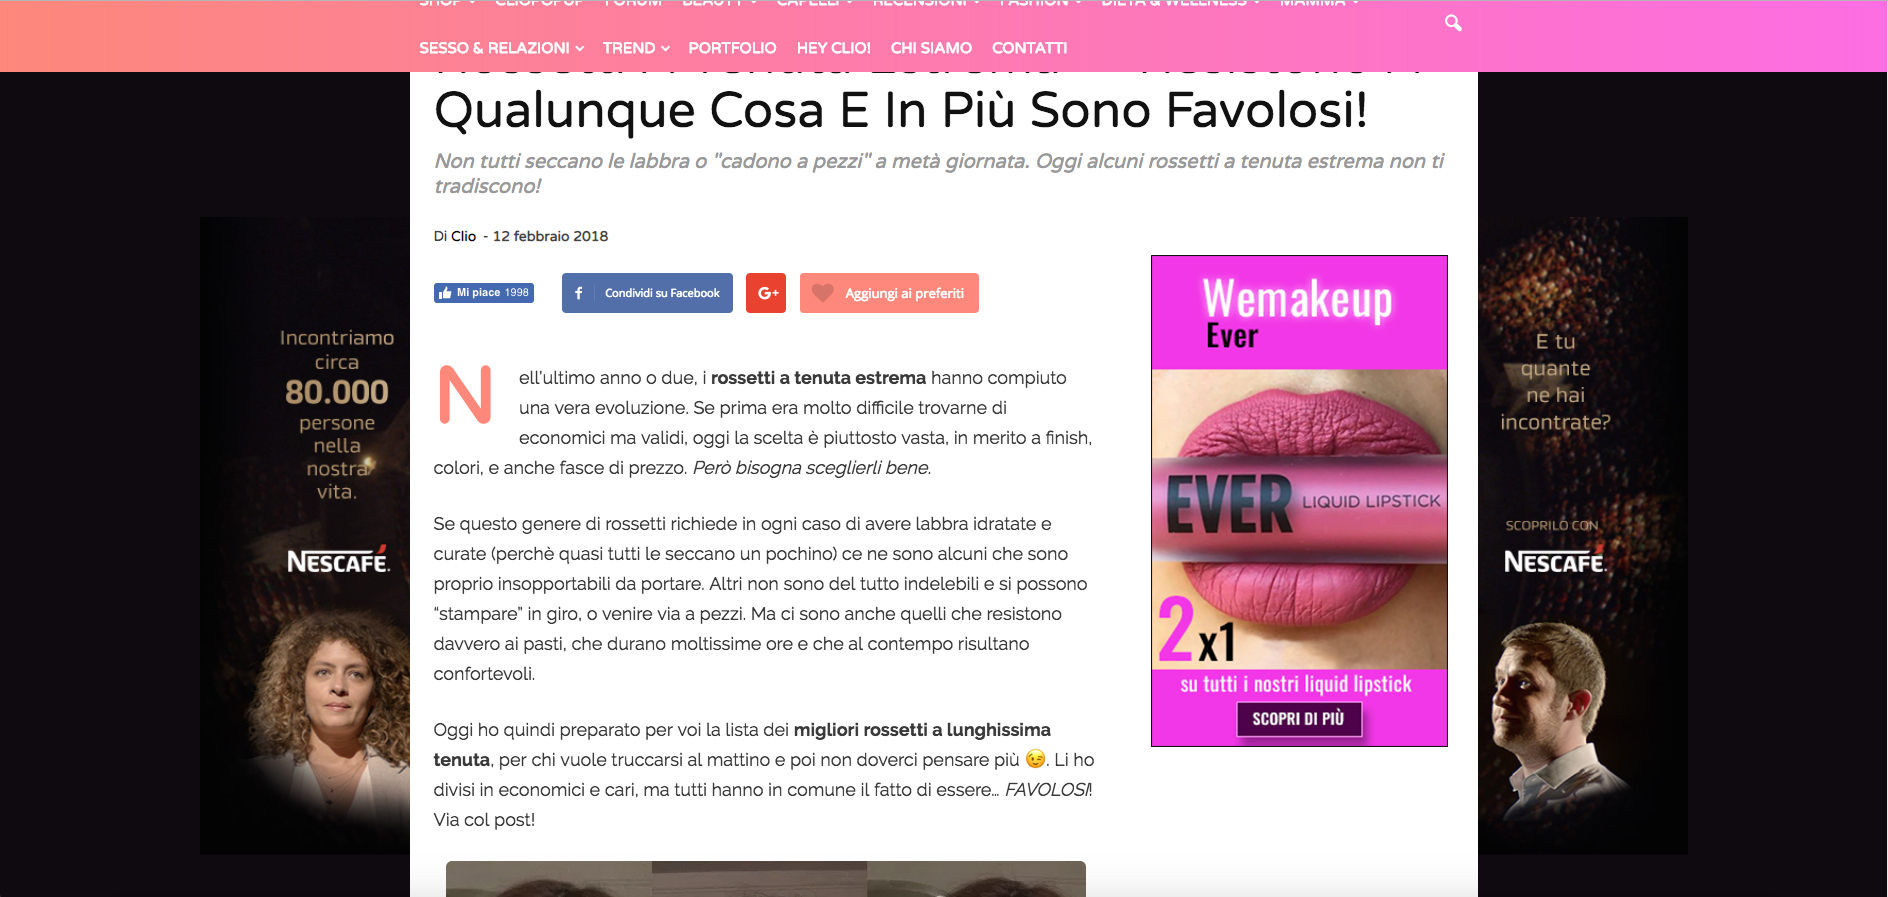 SHOP CLIOPOPUP FORUM BEAUTY CAPELLI RECENSIONI FASHION DIETA & WELLNESS MAMMA
SESSO & RELAZIONI TREND PORTFOLIO HEY CLIO! CHI SIAMO CONTATTI
Qualunque Cosa E In Più Sono Favolosi!
Non tutti seccano le labbra o "cadono a pezzi" a metà giornata. Oggi alcuni rossetti a tenuta estrema non ti
tradiscono!
Di Clio - 12 febbraio 2018
Mi piace 1998
Condividi su Facebook
G+
Aggiungi ai preferiti
Nell’ultimo anno o due, i rossetti a tenuta estrema hanno compiuto
una vera evoluzione. Se prima era molto difficile trovarne di
economici ma validi, oggi la scelta è piuttosto vasta, in merito a finish,
colori, e anche fasce di prezzo. Però bisogna sceglierli bene.
Se questo genere di rossetti richiede in ogni caso di avere labbra idratate e
curate (perchè quasi tutti le seccano un pochino) ce ne sono alcuni che sono
proprio insopportabili da portare. Altri non sono del tutto indelebili e si possono
“stampare” in giro, o venire via a pezzi. Ma ci sono anche quelli che resistono
davvero ai pasti, che durano moltissime ore e che al contempo risultano
confortevoli.
Oggi ho quindi preparato per voi la lista dei migliori rossetti a lunghissima
tenuta, per chi vuole truccarsi al mattino e poi non doverci pensare più 😉. Li ho
divisi in economici e cari, ma tutti hanno in comune il fatto di essere… FAVOLOSI!
Via col post!
Wemakeup
Ever
EVER LIQUID LIPSTICK
2x1
su tutti i nostri liquid lipstick
SCOPRI DI PIÙ
Incontriamo
circa
80.000
persone
nella
nostra
vita.
NESCAFÉ.
E tu
quante
ne hai
incontrate?
SCOPRILO CON
NESCAFÉ.